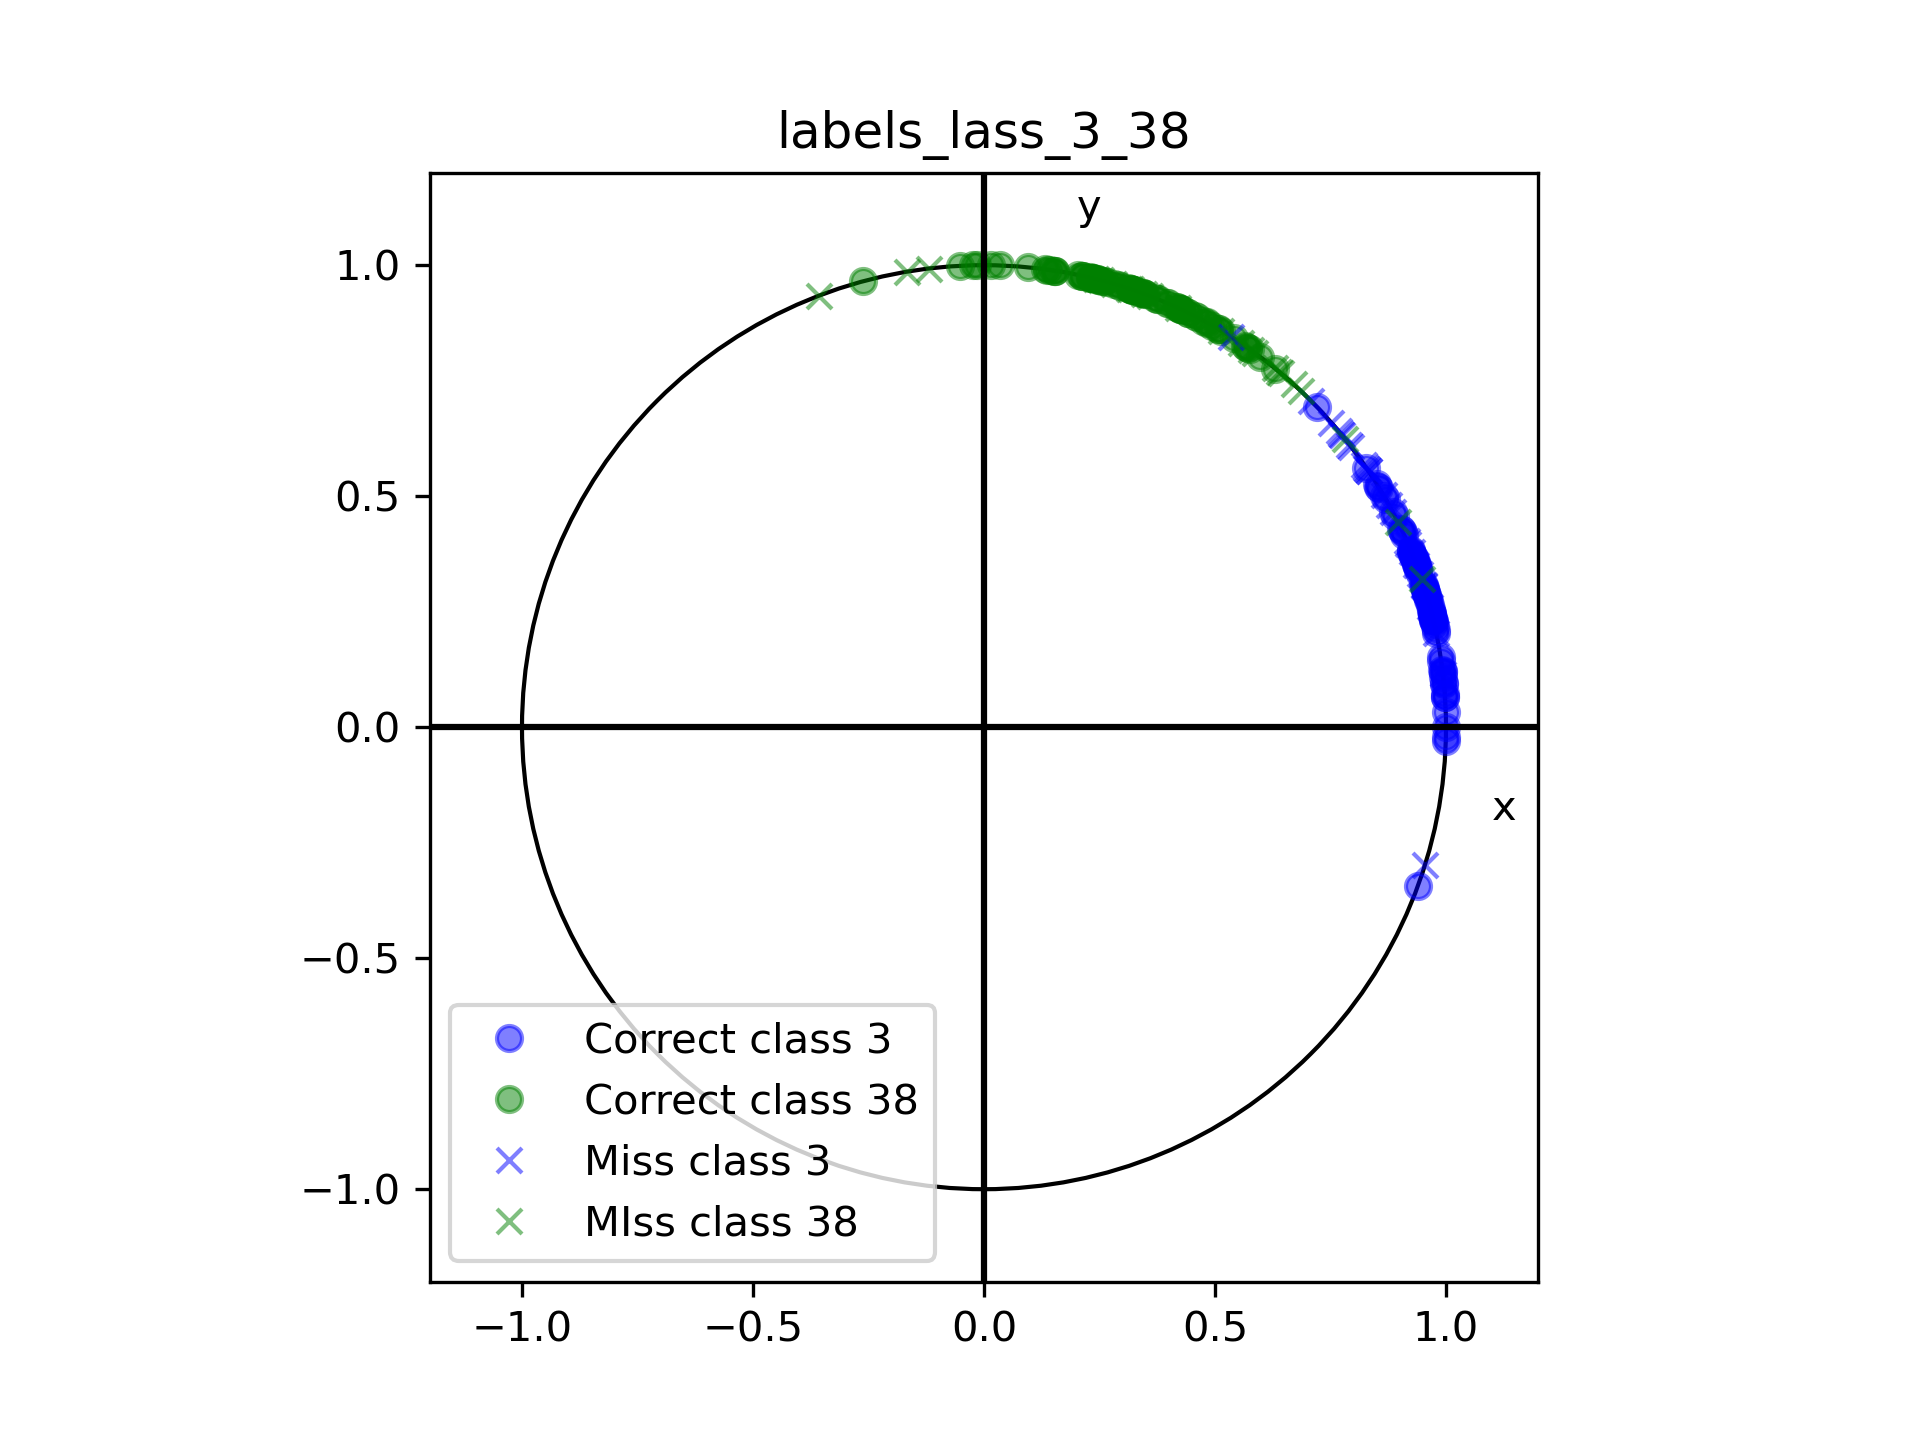 labels_lass_3_38
y
1.0
0.5
0.0
−0.5
−1.0
x
Correct class 3
Correct class 38
Miss class 3
MIss class 38
−1.0 −0.5 0.0 0.5 1.0